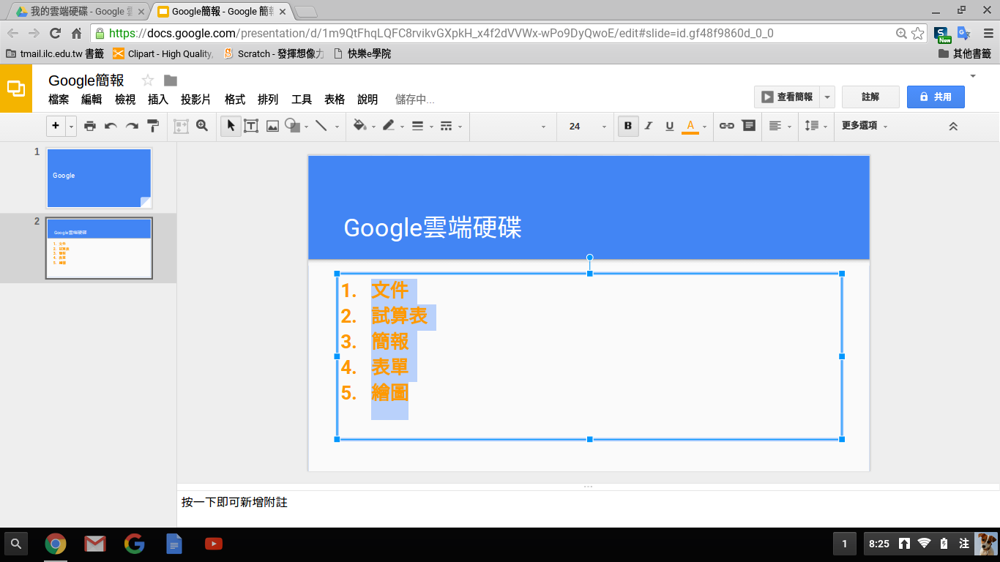 我的雲端硬碟 - Google 雲
Google簡報 - Google 簡報
https://docs.google.com/presentation/d/1m9QtFhqLQFC8rvikvGXpkH_x4f2dVVWx-wPo9DyQwoE/edit#slide=id.gf48f9860d_0_0
New
tmail.ilc.edu.tw 書籤
Clipart - High Quality,
Scratch - 發揮想像力
快樂e學院
其他書籤
Google簡報
檔案 編輯 檢視 插入 投影片 格式 排列 工具 表格 說明 儲存中...
查看簡報
註解
共用
24
B I U A
更多選項
1
Google
2
Google雲端硬碟
1. 文件
2. 試算表
3. 簡報
4. 表單
5. 繪圖
Google雲端硬碟
1. 文件
2. 試算表
3. 簡報
4. 表單
5. 繪圖
按一下即可新增附註
1
8:25
注